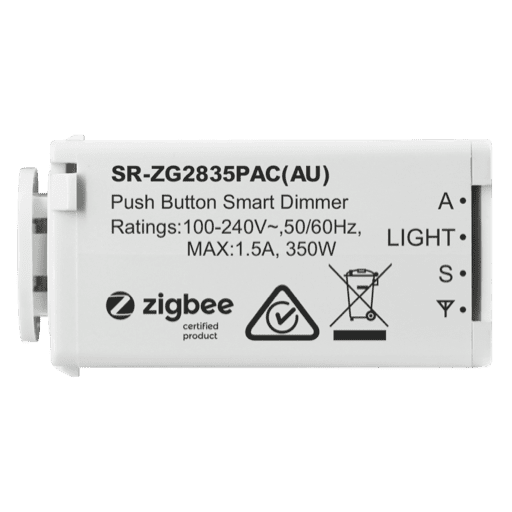 SR-ZG2835PAC(AU)
Push Button Smart Dimmer
Ratings:100-240V~,50/60Hz,
MAX:1.5A, 350W
zigbee
certified
product
A
LIGHT
S